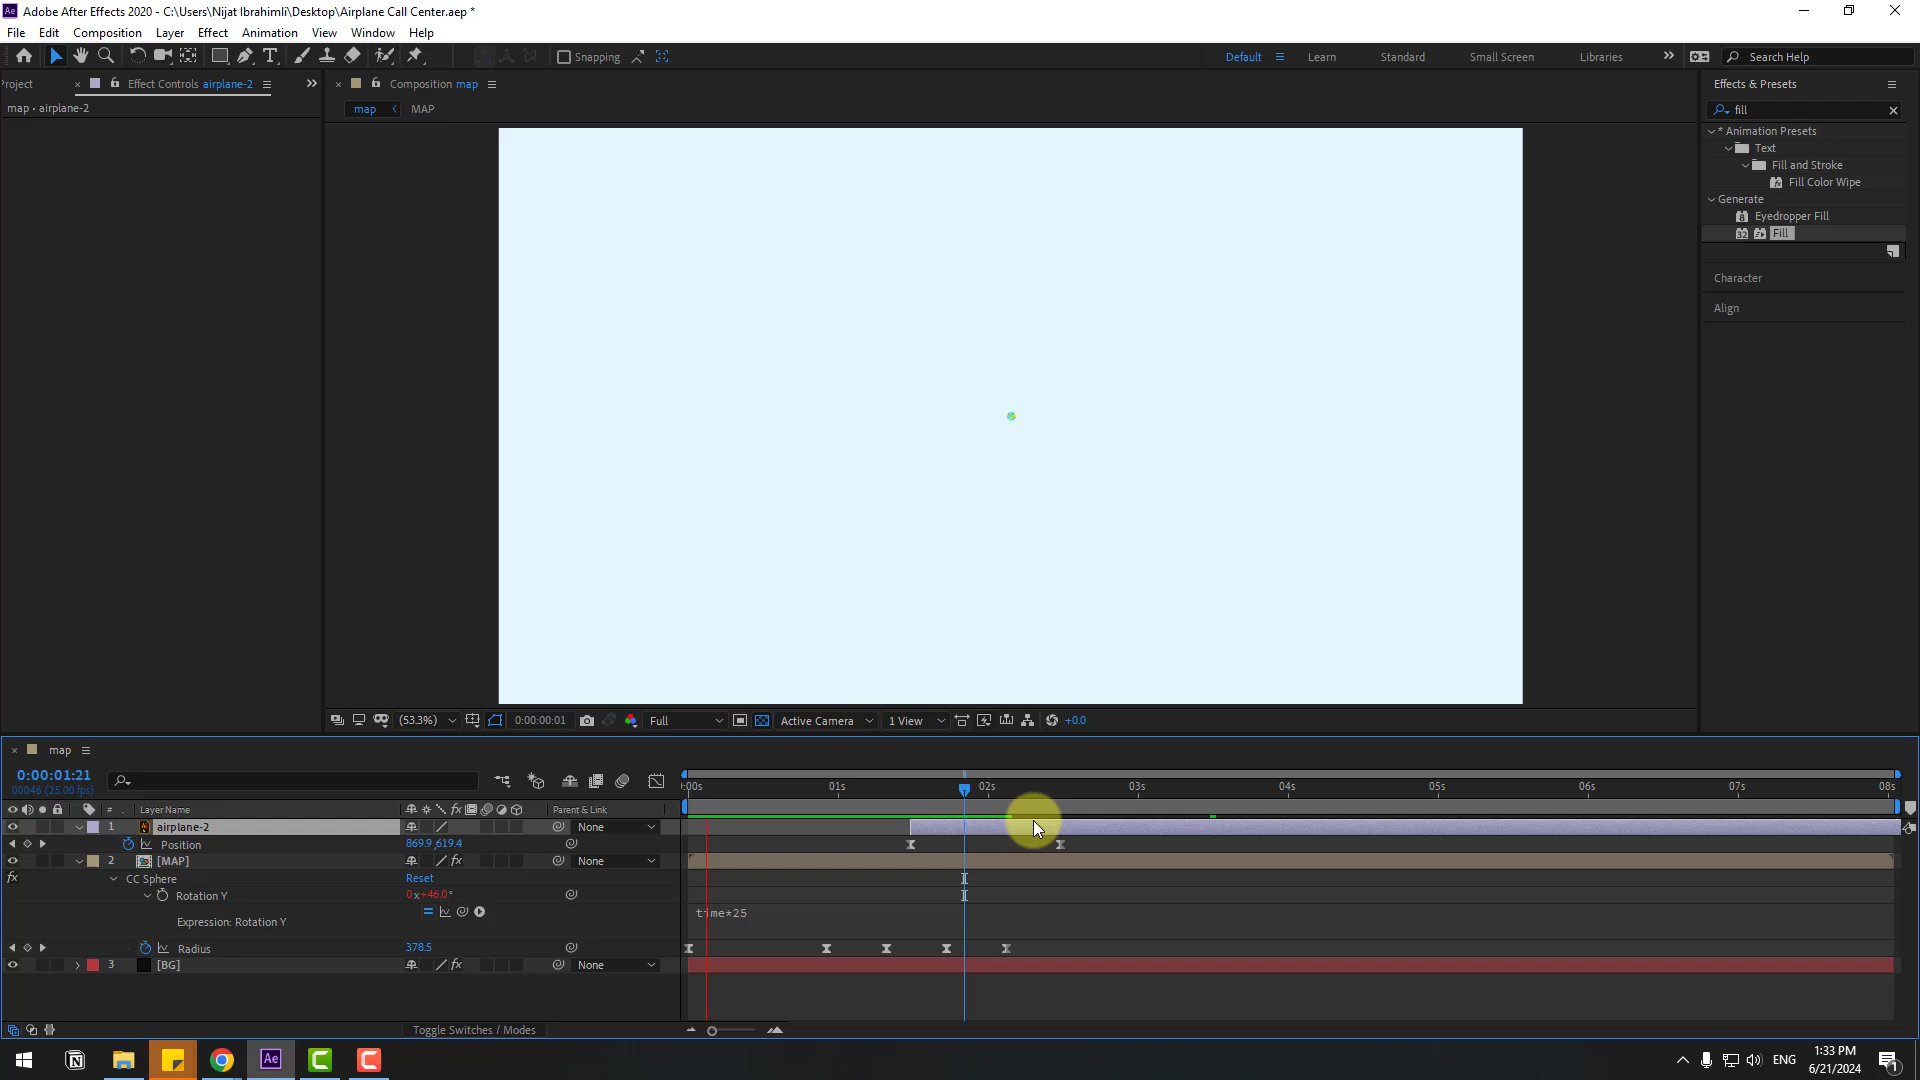 Adobe After Effects 2020 - C:\Users\Nijat Ibrahimli\Desktop\Airplane Call Center.aep *
File Edit Composition Layer Effect Animation View Window Help
Snapping Default Learn Standard Small Screen Libraries Search Help
roject Effect Controls airplane-2 Composition map Effects & Presets
map • airplane-2
map MAP
fill
* Animation Presets
Text
Fill and Stroke
Fill Color Wipe
Generate
Eyedropper Fill
Fill
Character
Align
(53.3%) 0:00:00:01 Full Active Camera 1 View +0.0
map
0:00:01:21
00046 (25.00 fps)
:00s 01s 02s 03s 04s 05s 06s 07s 08s
# Layer Name Parent & Link
1 airplane-2 None
Position 869.9,619.4
2 [MAP] None
CC Sphere Reset
Rotation Y 0x+46.0°
Expression: Rotation Y time*25
Radius 378.5
3 [BG] None
Toggle Switches / Modes
ENG
1:33 PM
6/21/2024
1